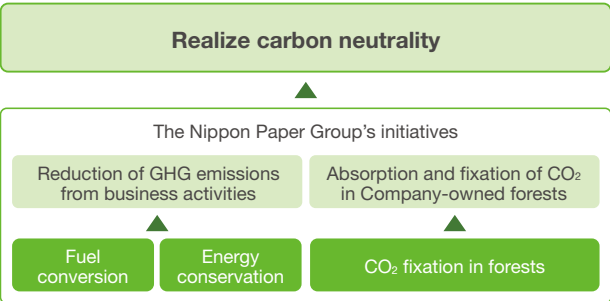 Realize carbon neutrality
The Nippon Paper Group's initiatives
Reduction of GHG emissions
from business activities
Absorption and fixation of CO₂
in Company-owned forests
Fuel
conversion
Energy
conservation
CO₂ fixation in forests